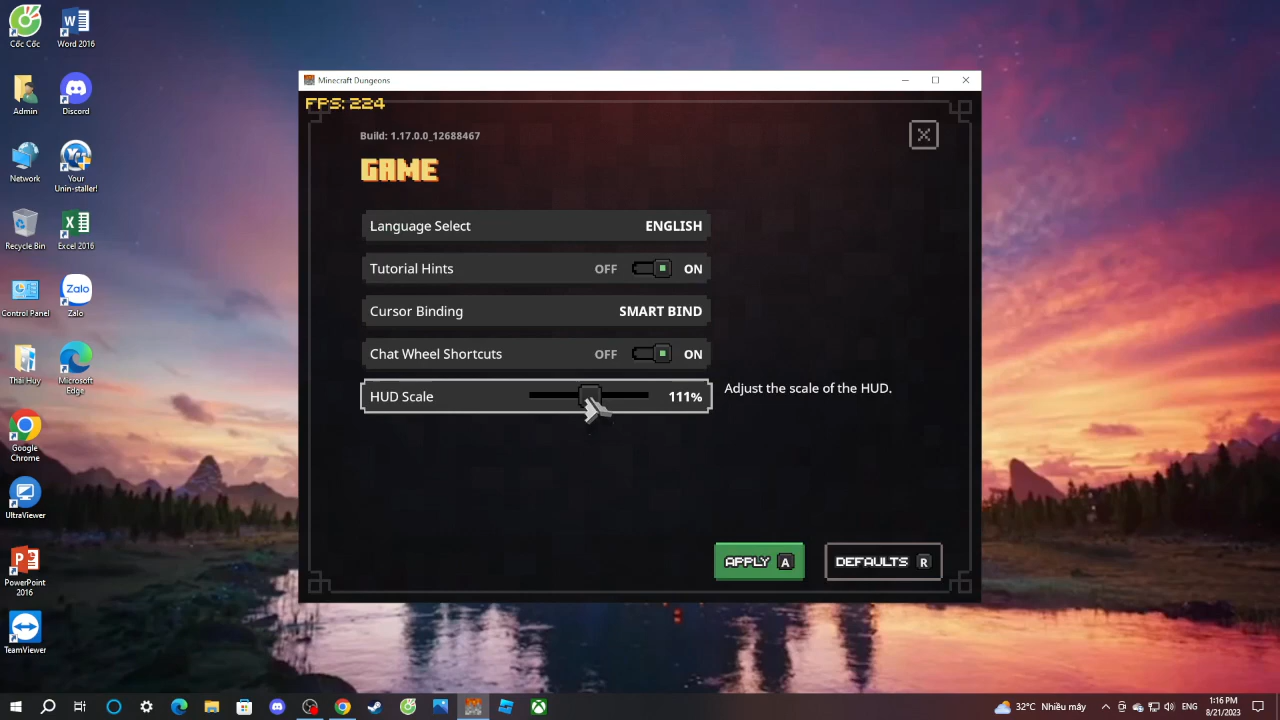 Cốc Cốc
Word 2016
Admin
Discord
Network
Your
Unin-staller!
Recycle Bin
Excel 2016
Control Panel
Zalo
Thai Huy
Microsoft
Edge
Google
Chrome
UltraViewer
PowerPoint
2016
TeamViewer
Minecraft Dungeons
FPS: 224
Build: 1.17.0.0_12688467
GAME
Language Select ENGLISH
Tutorial Hints OFF ON
Cursor Binding SMART BIND
Chat Wheel Shortcuts OFF ON
HUD Scale 111%
Adjust the scale of the HUD.
APPLY A
DEFAULTS R
32°C Nhiều mây
ENG
1:16 PM
8/21/2023